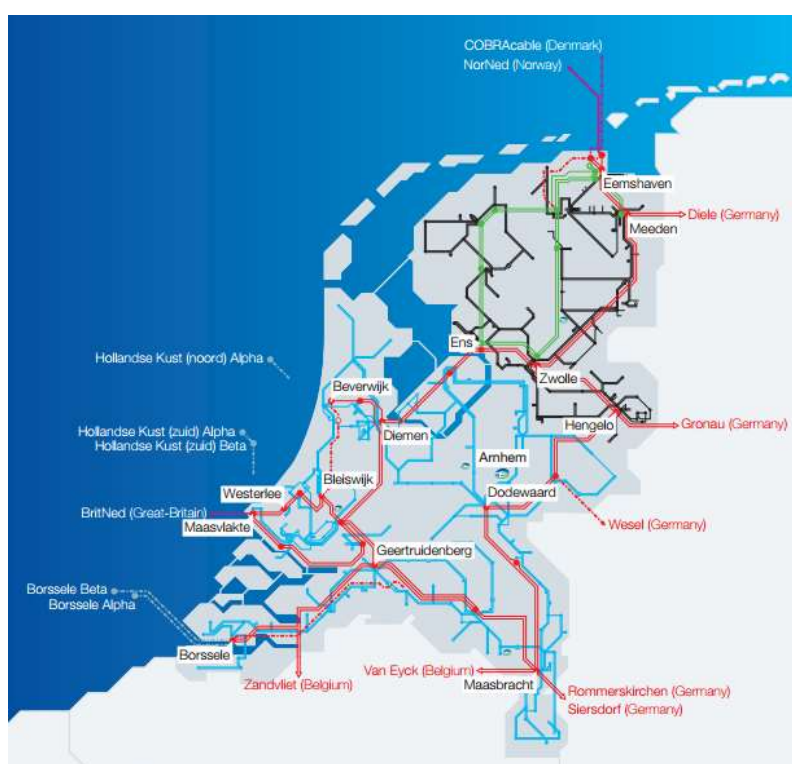 COBRAcable (Denmark)
NorNed (Norway)
Eemshaven
Diele (Germany)
Meeden
Ens
Hollandse Kust (noord) Alpha
Zwolle
Beverwijk
Hengelo
Gronau (Germany)
Hollandse Kust (zuid) Alpha
Diemen
Hollandse Kust (zuid) Beta
Arnhem
Bleiswijk
Westerlee
Dodewaard
BritNed (Great-Britain)
Maasvlakte
Wesel (Germany)
Geertruidenberg
Borssele Beta
Borssele Alpha
Borssele
Van Eyck (Belgium)
Zandvliet (Belgium)
Maasbracht
Rommerskirchen (Germany)
Siersdorf (Germany)